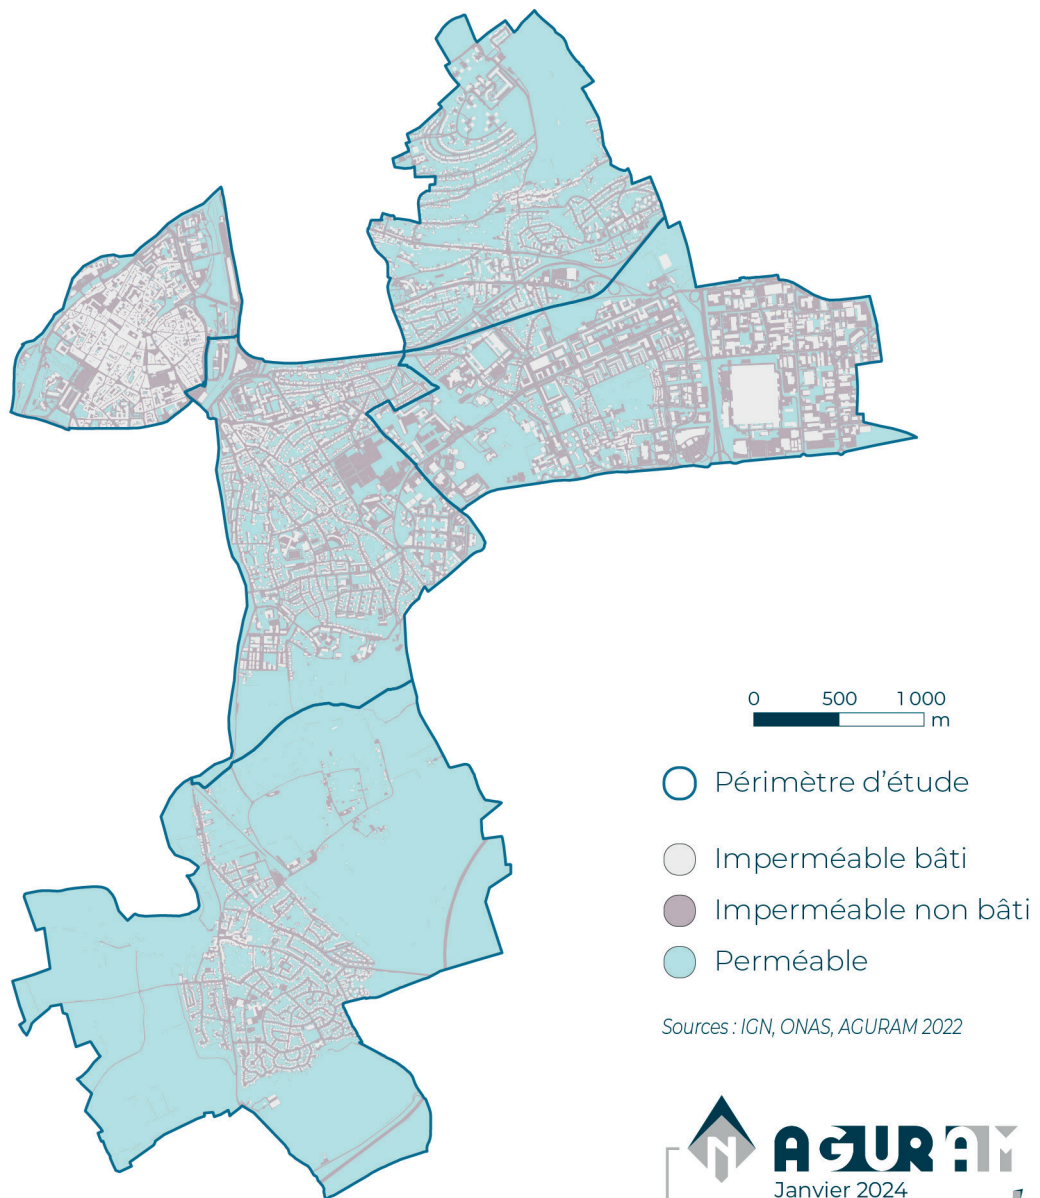 0 500 1 000
m
Périmètre d'étude
Imperméable bâti
Imperméable non bâti
Perméable
Sources : IGN, ONAS, AGURAM 2022
N
AGURAM
Janvier 2024